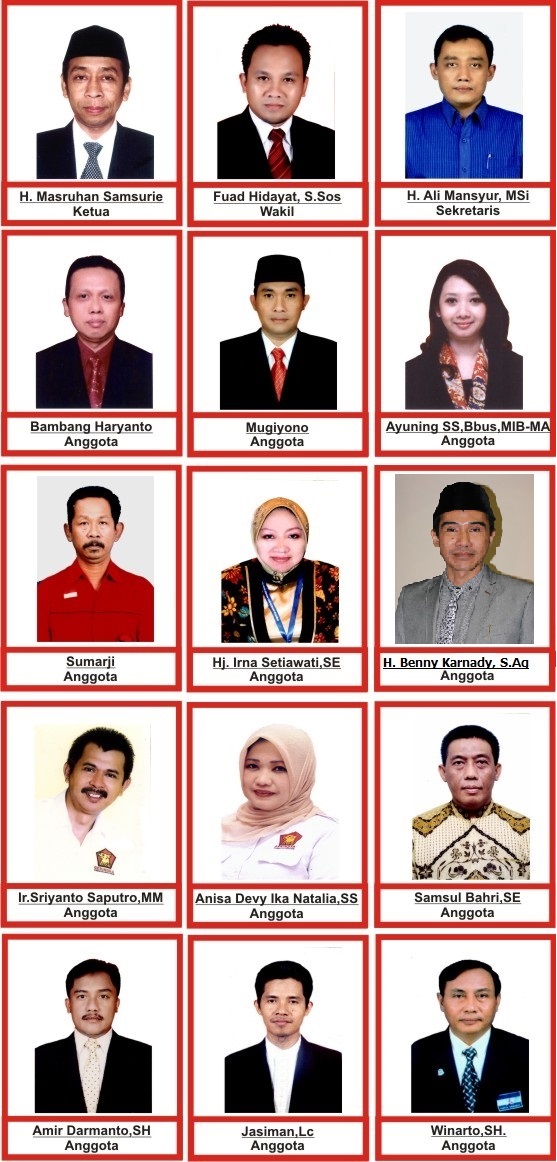 H. Masruhan Samsurie
Ketua
Fuad Hidayat, S.Sos
Wakil
H. Ali Mansyur, MSi
Sekretaris
Bambang Haryanto
Anggota
Mugiyono
Anggota
Ayuning SS,Bbus,MIB-MA
Anggota
Sumarji
Anggota
Hj. Irna Setiawati,SE
Anggota
H. Benny Karnady, S.Ag
Anggota
Ir.Sriyanto Saputro,MM
Anggota
Anisa Devy Ika Natalia,SS
Anggota
Samsul Bahri,SE
Anggota
Amir Darmanto,SH
Anggota
Jasiman,Lc
Anggota
Winarto,SH.
Anggota